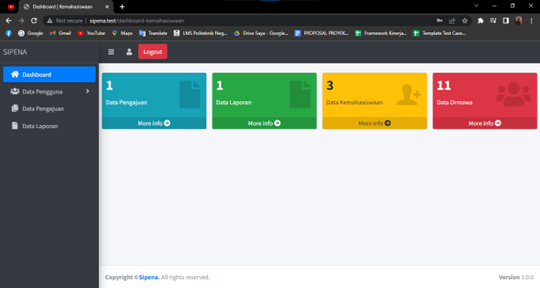 Dashboard | Kemahasiswaan
Not secure | sipena.test/dashboard-kemahasiswaan
Google
Gmail
YouTube
Maps
Translate
LMS Politeknik Neg...
Drive Saya - Google...
PROPOSAL PROYEK...
Framework Kinerja...
Template Test Case...
SIPENA
Logout
Dashboard
Data Pengguna
Data Pengajuan
Data Laporan
1
Data Pengajuan
More info
1
Data Laporan
More info
3
Data Kemahasiswaan
More info
11
Data Ormawa
More info
Copyright ©Sipena. All rights reserved.
Version 1.0.0